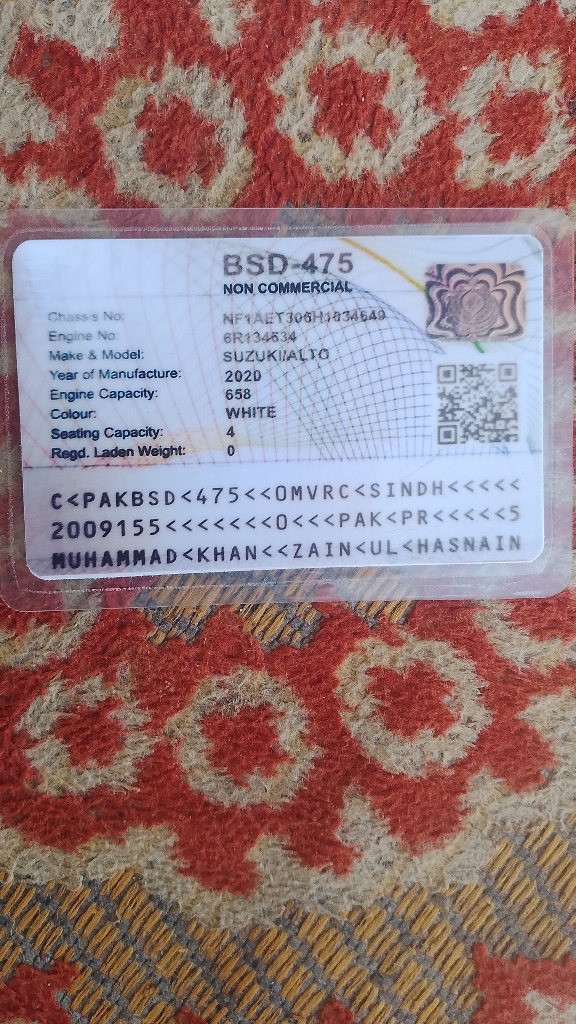 BSD-475
NON COMMERCIAL
Chassis No: NF1AET306H1034549
Engine No: 6R134634
Make & Model: SUZUKI/ALTO
Year of Manufacture: 2020
Engine Capacity: 658
Colour: WHITE
Seating Capacity: 4
Regd. Laden Weight: 0
C<PAKBSD<475<<OMVRC<SINDH<<<<<
2009155<<<<<<<O<<<PAK<PR<<<<<5
MUHAMMAD<KHAN<<ZAIN<UL<HASNAIN